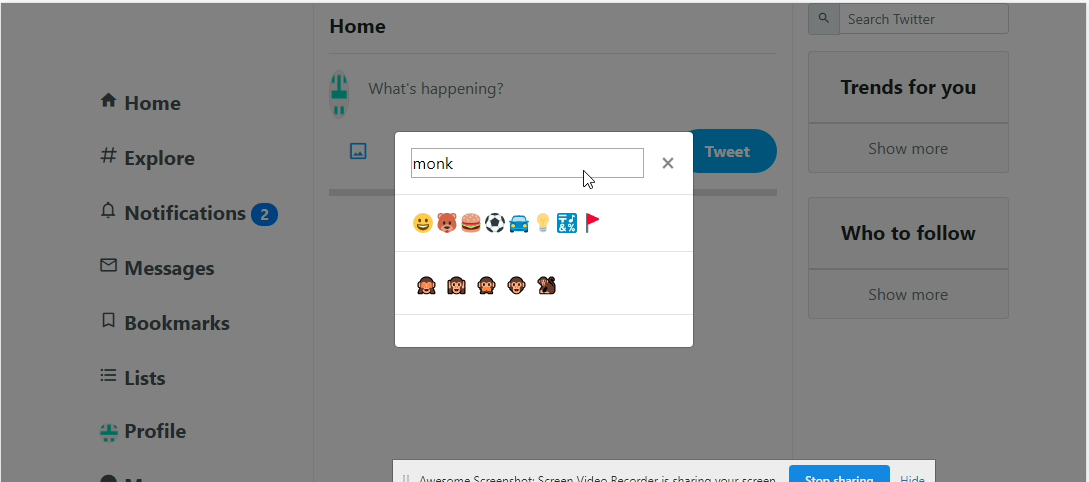 Home
Explore
Notifications 2
Messages
Bookmarks
Lists
Profile
Home
What's happening?
Tweet
monk
Search Twitter
Trends for you
Show more
Who to follow
Show more
Awesome Screenshot: Screen Video Recorder is sharing your screen.
Stop sharing
Hide